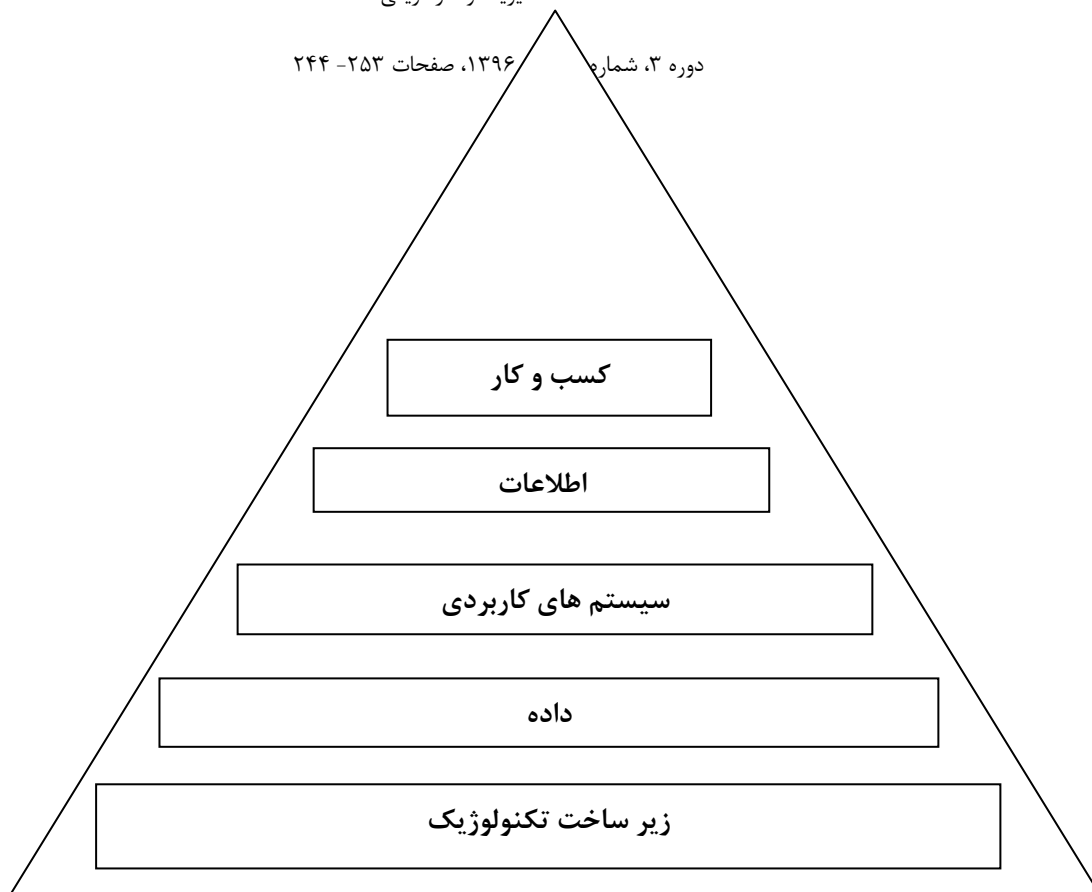 دوره ۳، شماره ۱۳۹۶، صفحات ۲۵۳- ۲۴۴
کسب و کار
اطلاعات
سیستم های کاربردی
داده
زیر ساخت تکنولوژیک